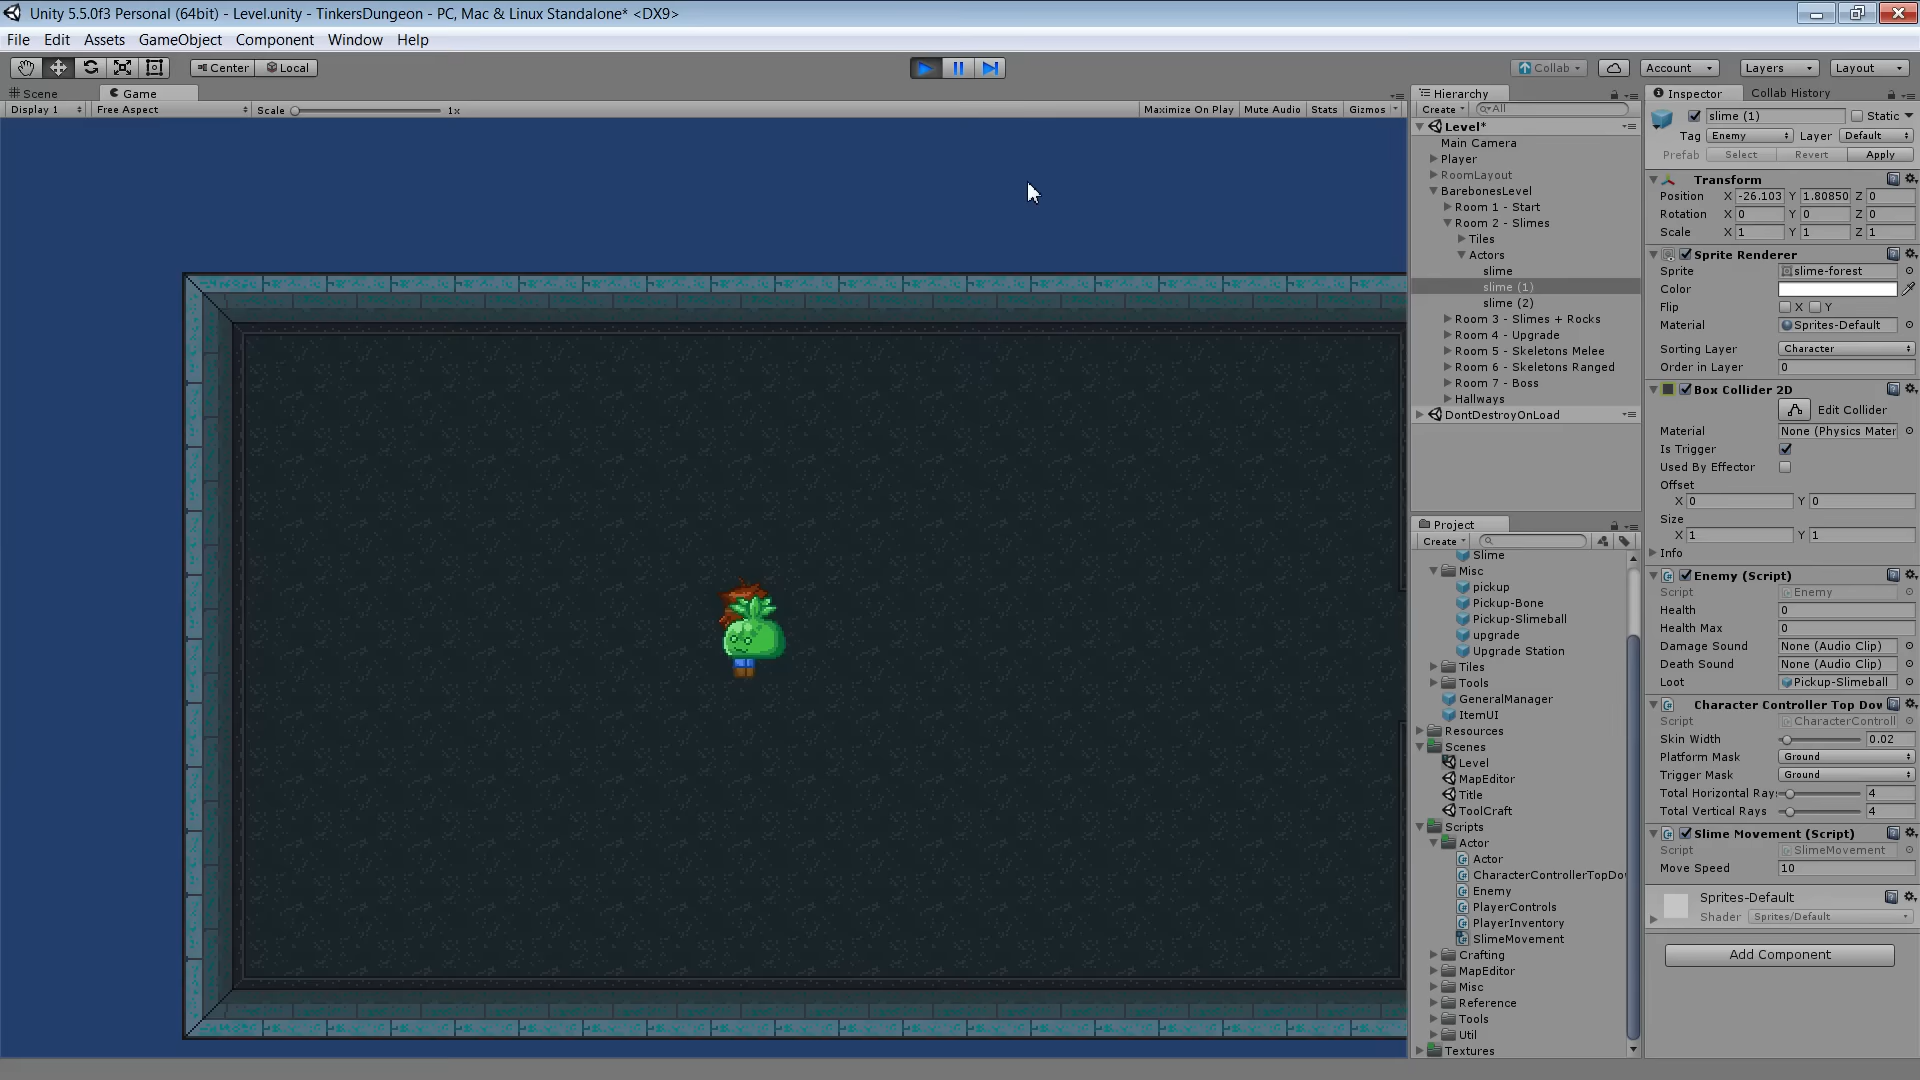 Unity 5.5.0f3 Personal (64bit) - Level.unity - TinkersDungeon - PC, Mac & Linux Standalone* <DX9>
File Edit Assets GameObject Component Window Help
Center Local Collab Account Layers Layout
Scene Game
Display 1 Free Aspect Scale 1x Maximize On Play Mute Audio Stats Gizmos
Hierarchy
Create All
Level*
Main Camera
Player
RoomLayout
BarebonesLevel
Room 1 - Start
Room 2 - Slimes
Tiles
Actors
slime
slime (1)
slime (2)
Room 3 - Slimes + Rocks
Room 4 - Upgrade
Room 5 - Skeletons Melee
Room 6 - Skeletons Ranged
Room 7 - Boss
Hallways
DontDestroyOnLoad
Project
Create
Slime
Misc
pickup
Pickup-Bone
Pickup-Slimeball
upgrade
Upgrade Station
Tiles
Tools
GeneralManager
ItemUI
Resources
Scenes
Level
MapEditor
Title
ToolCraft
Scripts
Actor
Actor
CharacterControllerTopDo
Enemy
PlayerControls
PlayerInventory
SlimeMovement
Crafting
MapEditor
Misc
Reference
Tools
Util
Textures
Inspector Collab History
slime (1) Static
Tag Enemy Layer Default
Prefab Select Revert Apply
Transform
Position X -26.103 Y 1.80850 Z 0
Rotation X 0 Y 0 Z 0
Scale X 1 Y 1 Z 1
Sprite Renderer
Sprite slime-forest
Color
Flip X Y
Material Sprites-Default
Sorting Layer Character
Order in Layer 0
Box Collider 2D
Edit Collider
Material None (Physics Mater
Is Trigger
Used By Effector
Offset
X 0 Y 0
Size
X 1 Y 1
Info
Enemy (Script)
Script Enemy
Health 0
Health Max 0
Damage Sound None (Audio Clip)
Death Sound None (Audio Clip)
Loot Pickup-Slimeball
Character Controller Top Dow
Script CharacterControll
Skin Width 0.02
Platform Mask Ground
Trigger Mask Ground
Total Horizontal Ray 4
Total Vertical Rays 4
Slime Movement (Script)
Script SlimeMovement
Move Speed 10
Sprites-Default
Shader Sprites/Default
Add Component